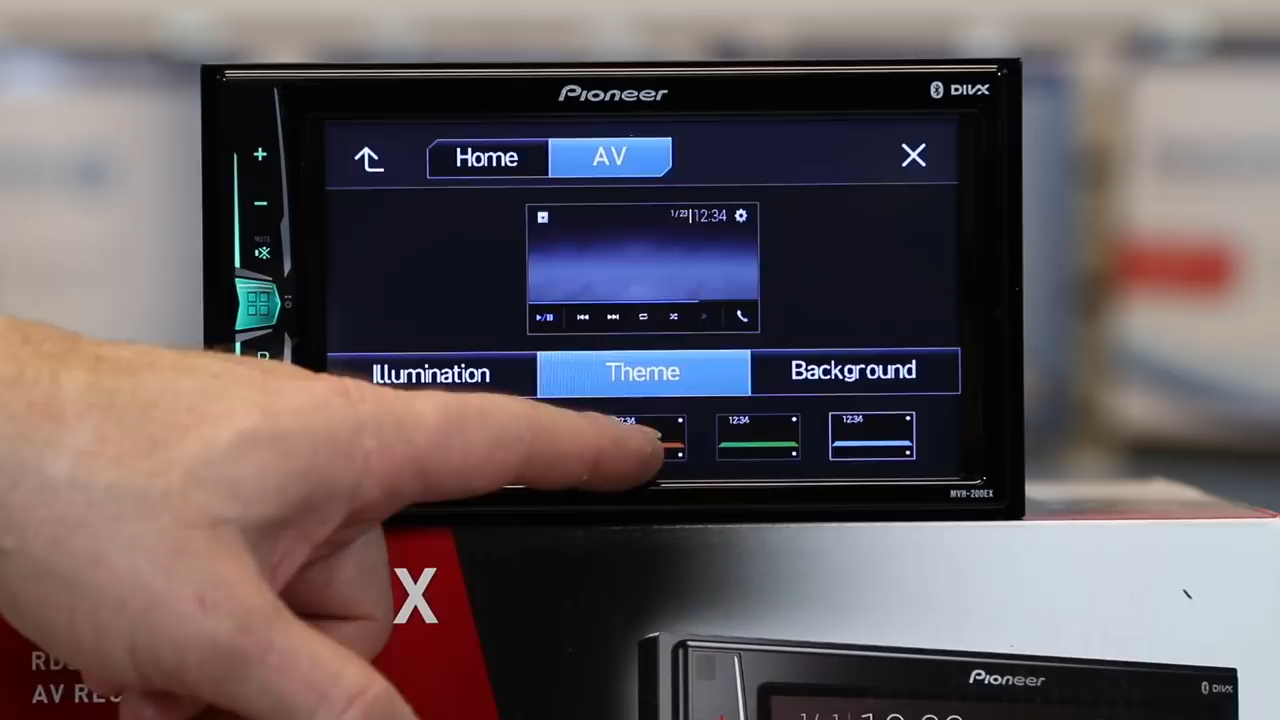 Pioneer
DIVX
Home
AV
1/23 12:34
MUTE
Illumination
Theme
Background
12:34
12:34
MVH-200EX
X
AV
Pioneer
DIVX